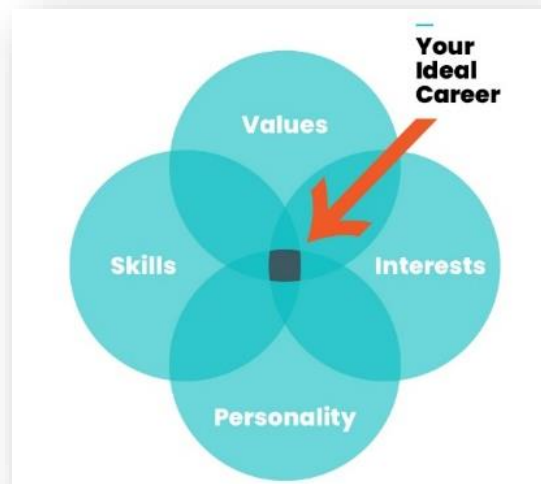 Your
Ideal
Career
Values
Skills
Interests
Personality